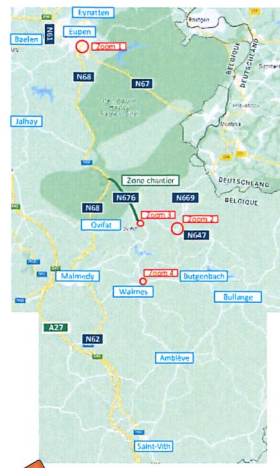 Eynatten
N61
Eupen
Baelen
Zoom 1
N68
N67
Jalhay
BELGIQUE
DEUTSCHLAND
DEUTSCHLAND
BELGIQUE
Zone chantier
N676
N669
N68
Zoom 3
Zoom 2
Ovifat
N647
Zoom 4
Butgenbach
Malmedy
Waimes
Bullange
A27
N62
Amblève
Saint-Vith